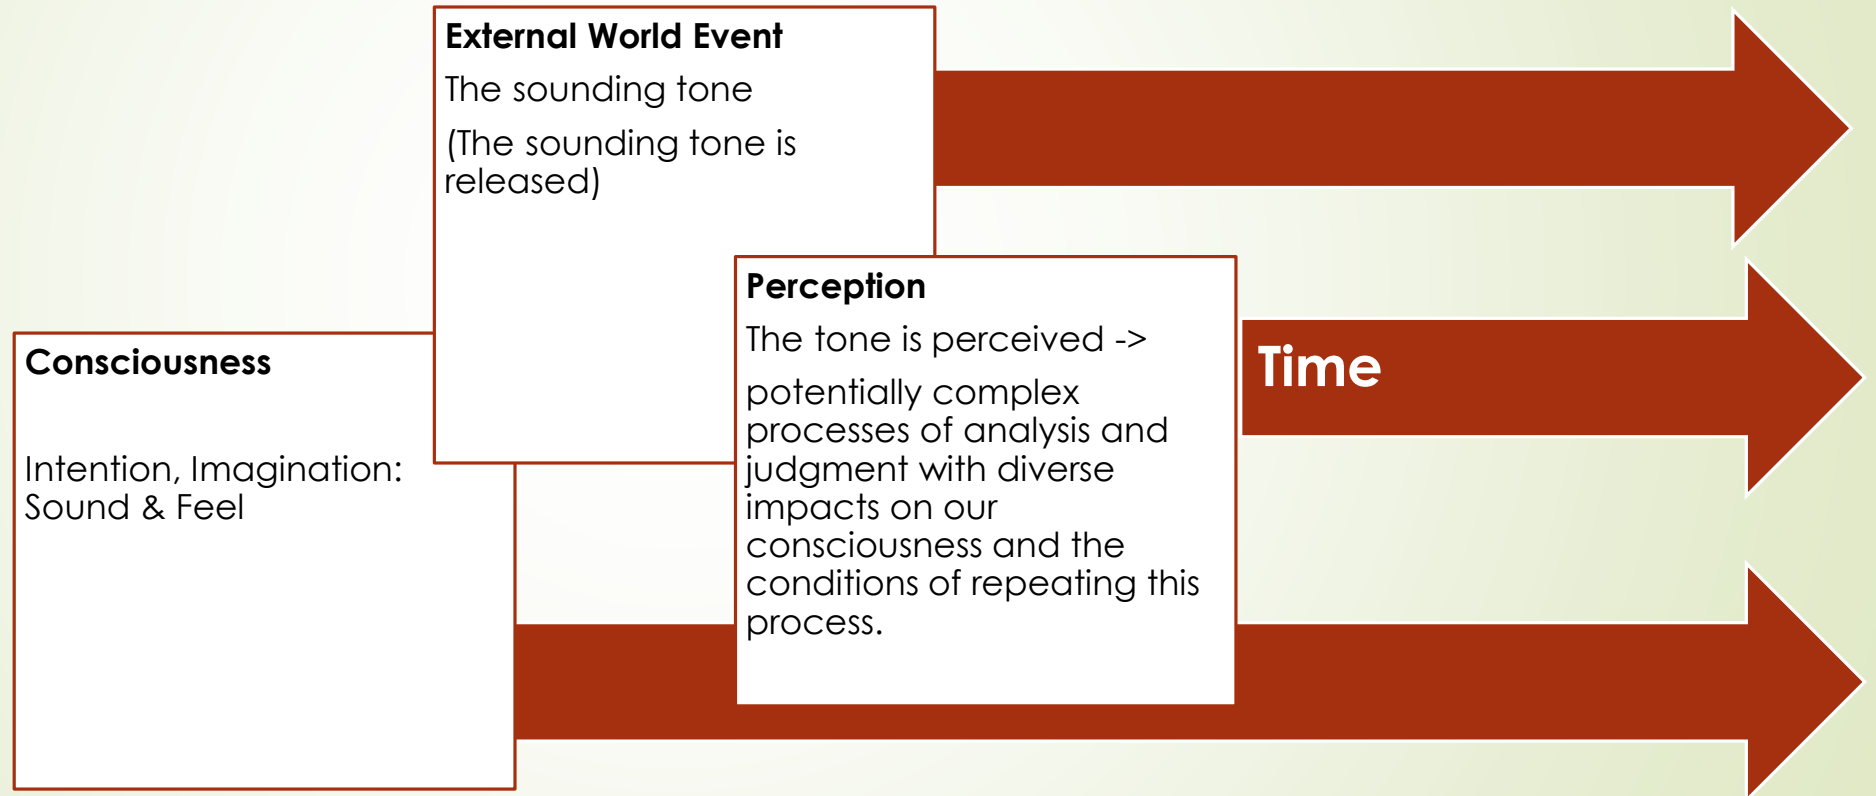 External World Event
The sounding tone
(The sounding tone is
released)
Consciousness
Intention, Imagination:
Sound & Feel
Perception
The tone is perceived ->
potentially complex
processes of analysis and
judgment with diverse
impacts on our
consciousness and the
conditions of repeating this
process.
Time